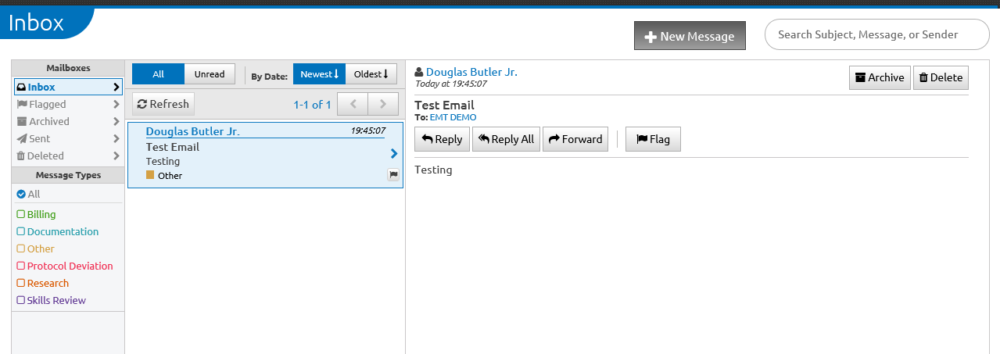 Inbox
New Message
Search Subject, Message, or Sender
Mailboxes
Inbox
Flagged
Archived
Sent
Deleted
Message Types
All
Billing
Documentation
Other
Protocol Deviation
Research
Skills Review
All Unread By Date: Newest Oldest
Refresh 1-1 of 1
Douglas Butler Jr. 19:45:07
Test Email
Testing
Other
Douglas Butler Jr.
Today at 19:45:07
Archive Delete
Test Email
To: EMT DEMO
Reply Reply All Forward Flag
Testing